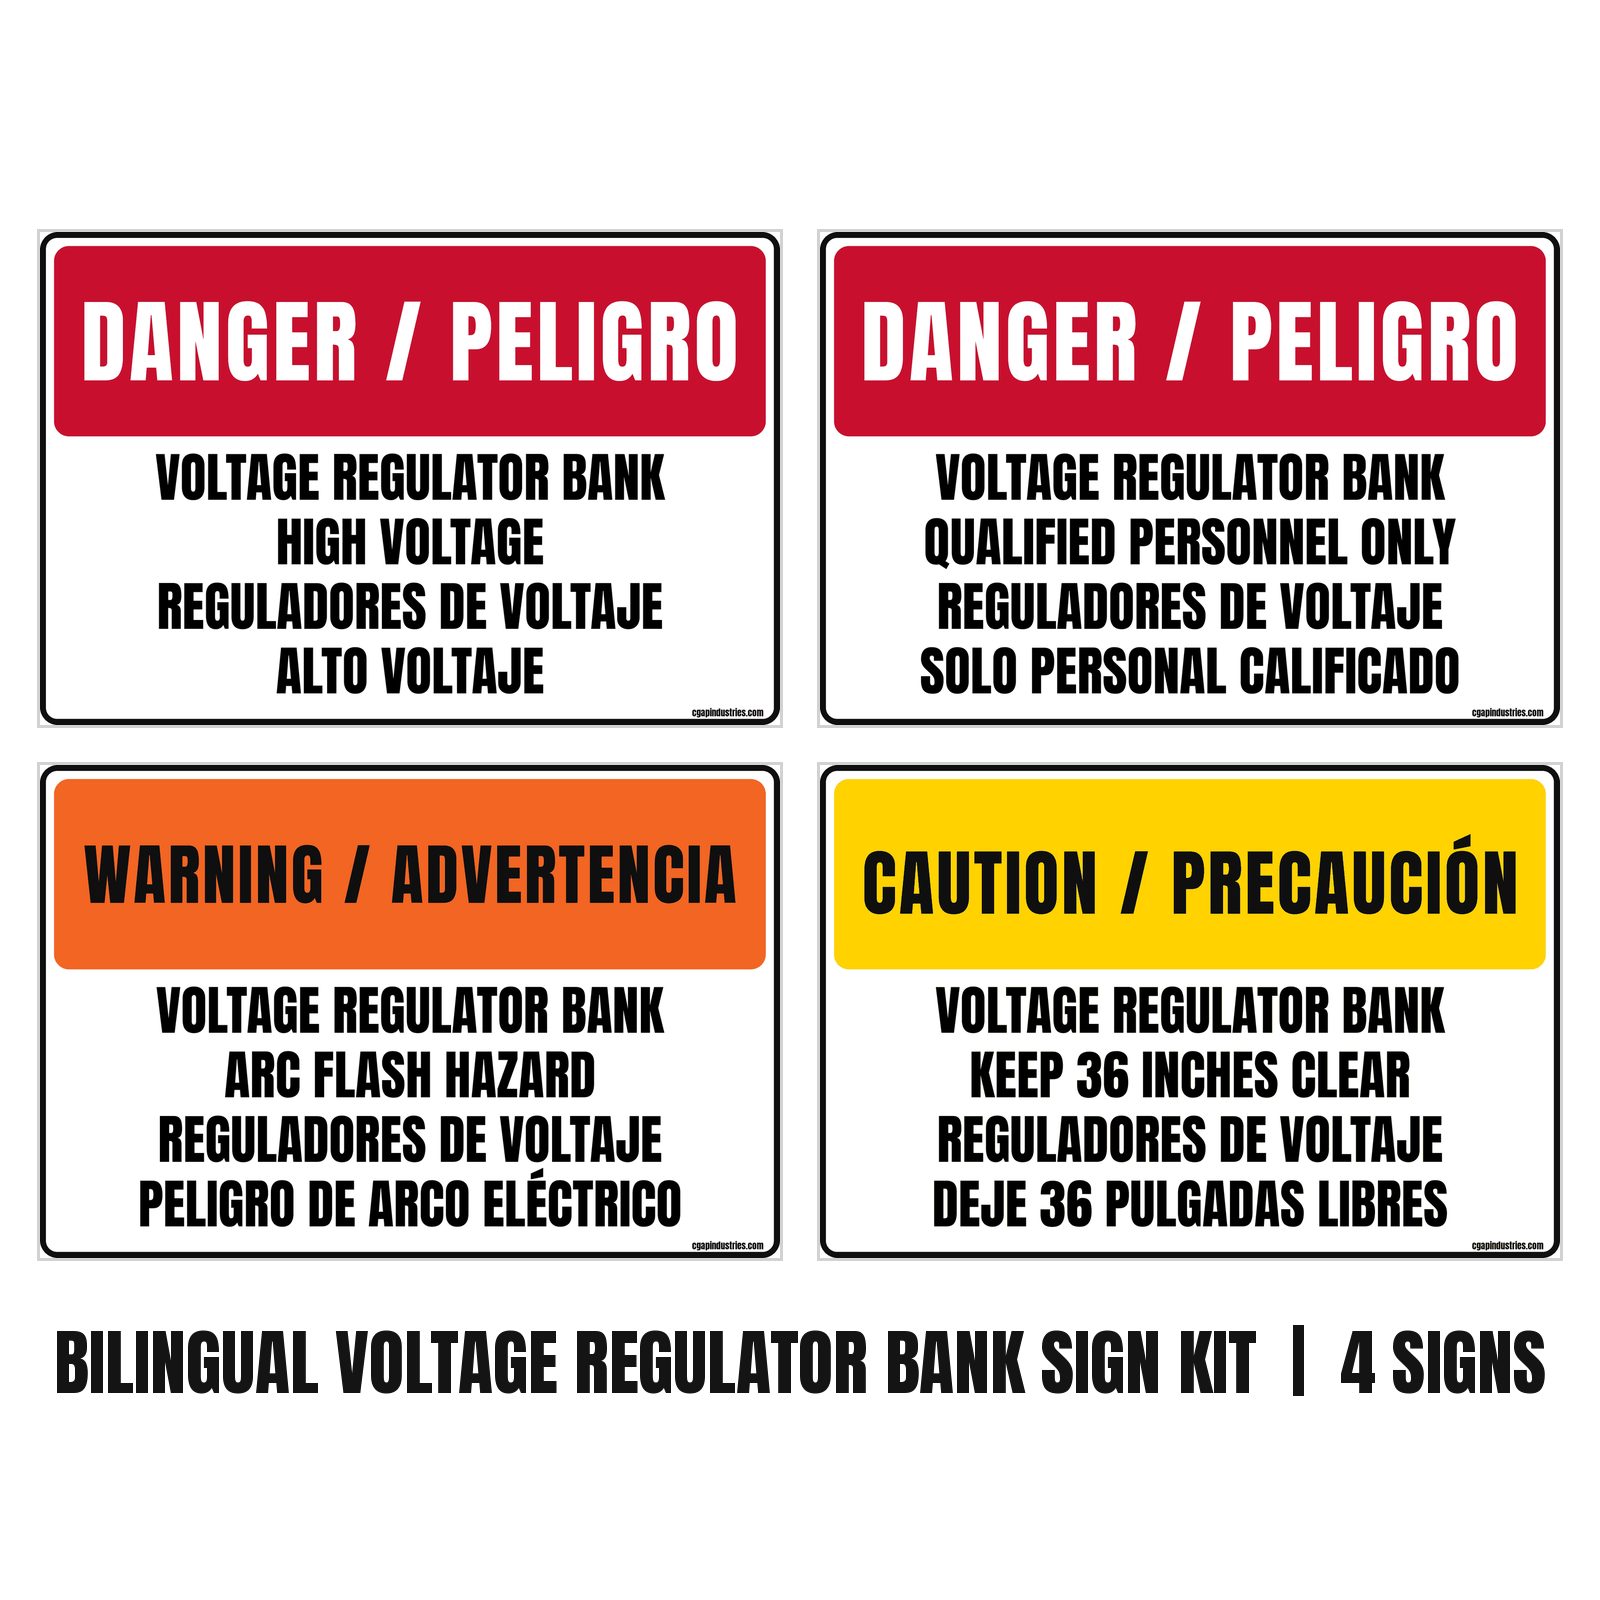 DANGER / PELIGRO
VOLTAGE REGULATOR BANK
HIGH VOLTAGE
REGULADORES DE VOLTAJE
ALTO VOLTAJE
cgapindustries.com
DANGER / PELIGRO
VOLTAGE REGULATOR BANK
QUALIFIED PERSONNEL ONLY
REGULADORES DE VOLTAJE
SOLO PERSONAL CALIFICADO
cgapindustries.com
WARNING / ADVERTENCIA
VOLTAGE REGULATOR BANK
ARC FLASH HAZARD
REGULADORES DE VOLTAJE
PELIGRO DE ARCO ELÉCTRICO
cgapindustries.com
CAUTION / PRECAUCIÓN
VOLTAGE REGULATOR BANK
KEEP 36 INCHES CLEAR
REGULADORES DE VOLTAJE
DEJE 36 PULGADAS LIBRES
cgapindustries.com
BILINGUAL VOLTAGE REGULATOR BANK SIGN KIT | 4 SIGNS